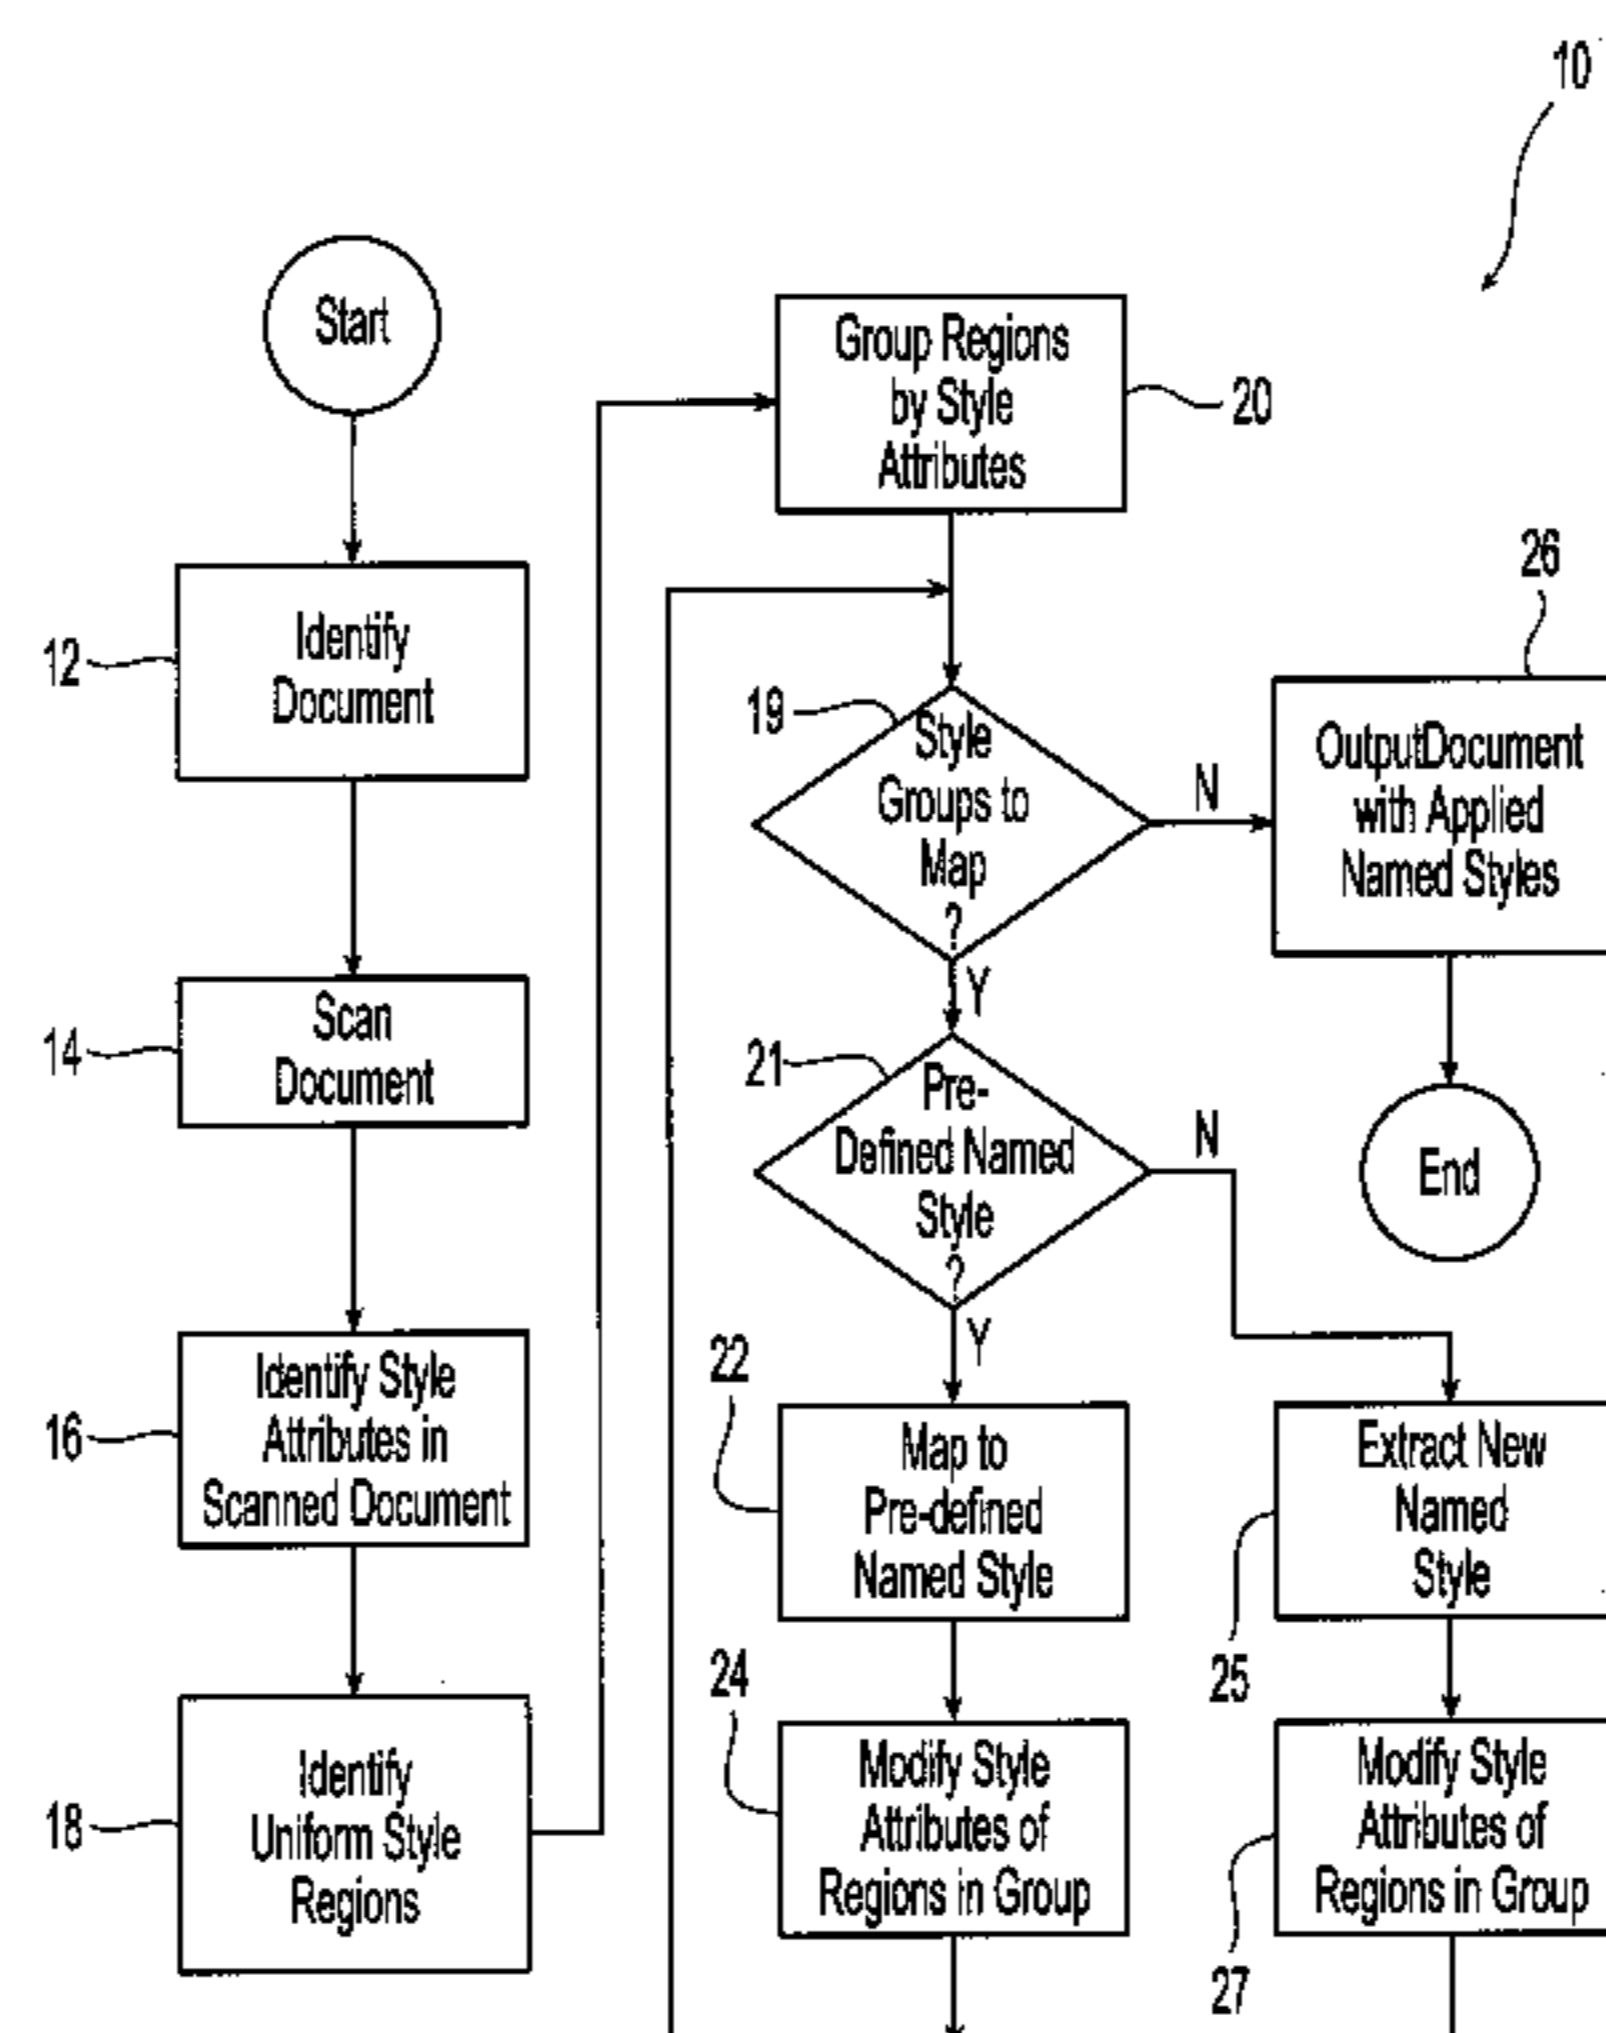 10
Start
12
Identify
Document
14
Scan
Document
16
Identify Style
Attributes in
Scanned Document
18
Identify
Uniform Style
Regions
Group Regions
by Style
Attributes
20
19
Style
Groups to
Map
?
N
Y
26
OutputDocument
with Applied
Named Styles
End
21
Pre-
Defined Named
Style
?
N
Y
22
Map to
Pre-defined
Named Style
24
Modify Style
Attributes of
Regions in Group
Extract New
Named
Style
25
Modify Style
Attributes of
Regions in Group
27